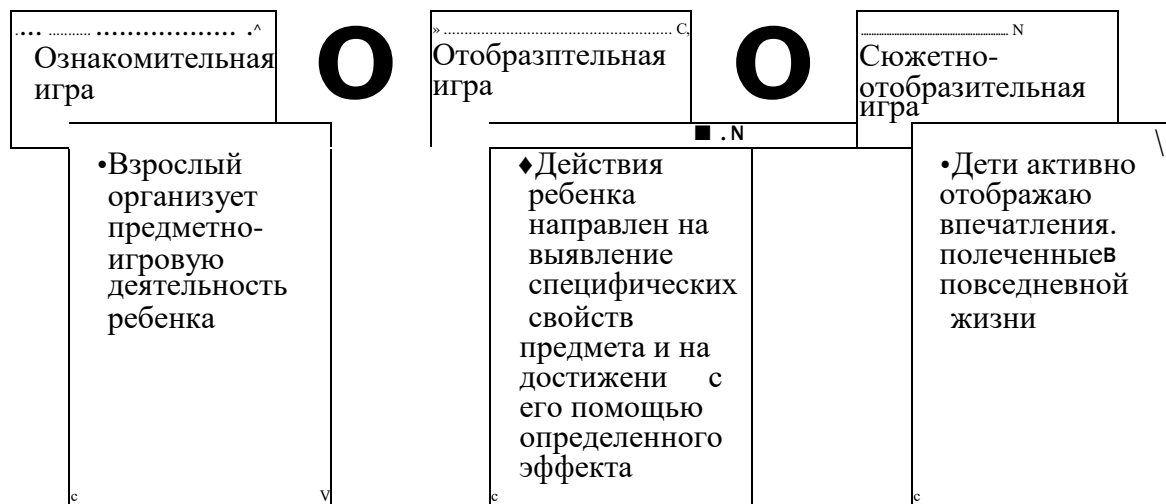 Ознакомительная
игра
О
Отобразптельная
игра
О
Сюжетно-
отобразительная
игра
•Взрослый
организует
предметно-
игровую
деятельность
ребенка
■ . N
♦Действия
ребенка
направлен на
выявление
специфических
свойств
предмета и на
достижени с
его помощью
определенного
эффекта
•Дети активно
отображаю
впечатления.
полеченныев
повседневной
жизни